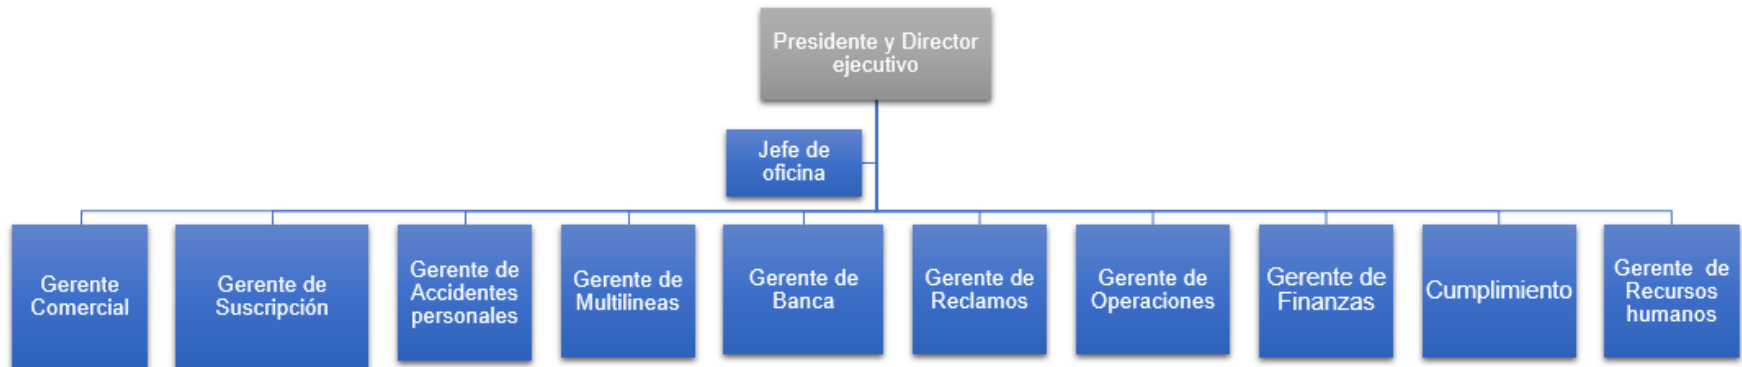 Presidente y Director
ejecutivo
Jefe de
oficina
Gerente
Comercial
Gerente de
Suscripción
Gerente de
Accidentes
personales
Gerente de
Multilineas
Gerente de
Banca
Gerente de
Reclamos
Gerente de
Operaciones
Gerente de
Finanzas
Cumplimiento
Gerente de
Recursos
humanos